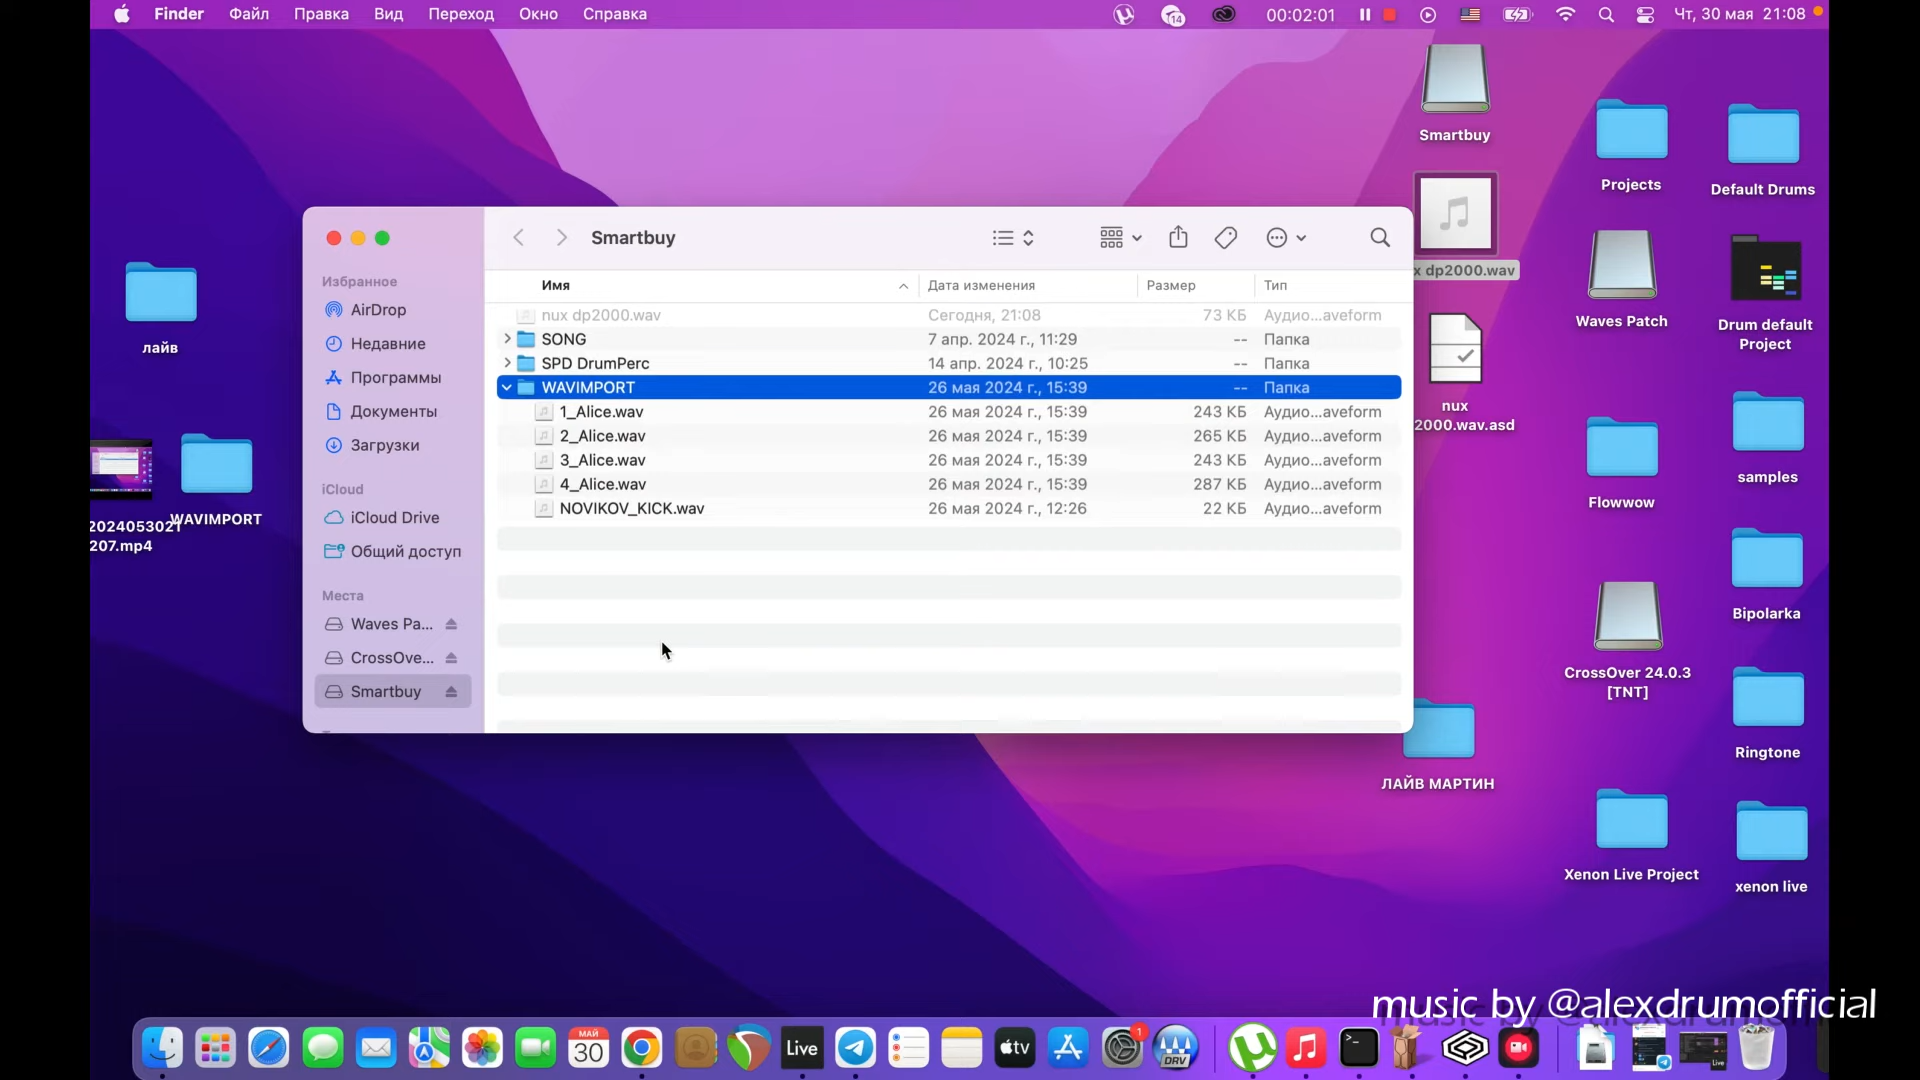 Finder Файл Правка Вид Переход Окно Справка 14 00:02:01 Чт, 30 мая 21:08
Smartbuy
Projects
Default Drums
x dp2000.wav
Waves Patch
Drum default
Project
nux
2000.wav.asd
samples
Flowwow
Bipolarka
CrossOver 24.0.3
[TNT]
Ringtone
ЛАЙВ МАРТИН
Xenon Live Project
xenon live
лайв
WAVIMPORT
207.mp4
Smartbuy
Избранное
AirDrop
Недавние
Программы
Документы
Загрузки
iCloud
iCloud Drive
Общий доступ
Места
Waves Pa...
CrossOve...
Smartbuy
Имя Дата изменения Размер Тип
nux dp2000.wav Сегодня, 21:08 73 КБ Аудио...aveform
SONG 7 апр. 2024 г., 11:29 -- Папка
SPD DrumPerc 14 апр. 2024 г., 10:25 -- Папка
WAVIMPORT 26 мая 2024 г., 15:39 -- Папка
1_Alice.wav 26 мая 2024 г., 15:39 243 КБ Аудио...aveform
2_Alice.wav 26 мая 2024 г., 15:39 265 КБ Аудио...aveform
3_Alice.wav 26 мая 2024 г., 15:39 243 КБ Аудио...aveform
4_Alice.wav 26 мая 2024 г., 15:39 287 КБ Аудио...aveform
NOVIKOV_KICK.wav 26 мая 2024 г., 12:26 22 КБ Аудио...aveform
music by @alexdrumofficial
МАЙ
30
Live
tv
1
DRV
Live